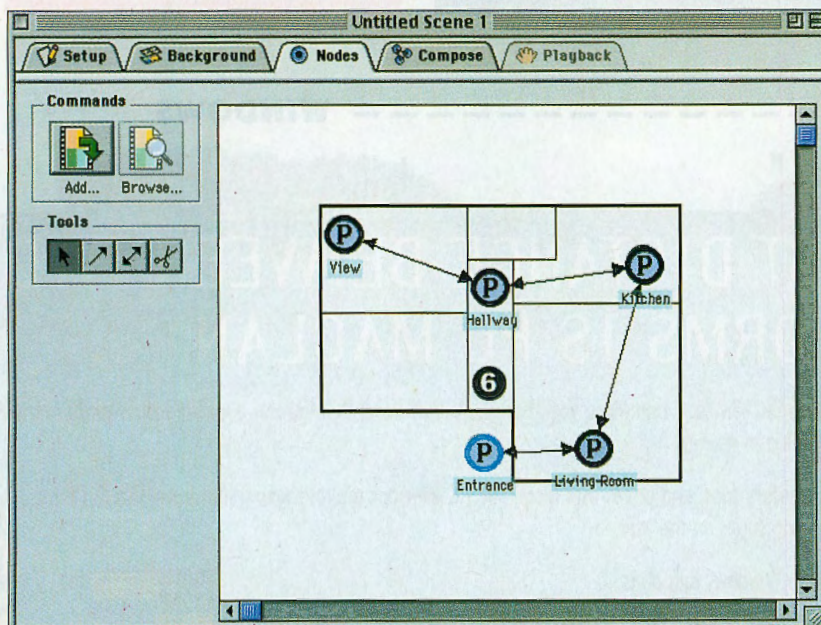 Untitled Scene 1
Setup
Background
Nodes
Compose
Playback
Commands
Add...
Browse...
Tools
P
View
P
Hallway
P
Kitchen
6
P
Entrance
P
Living-Room